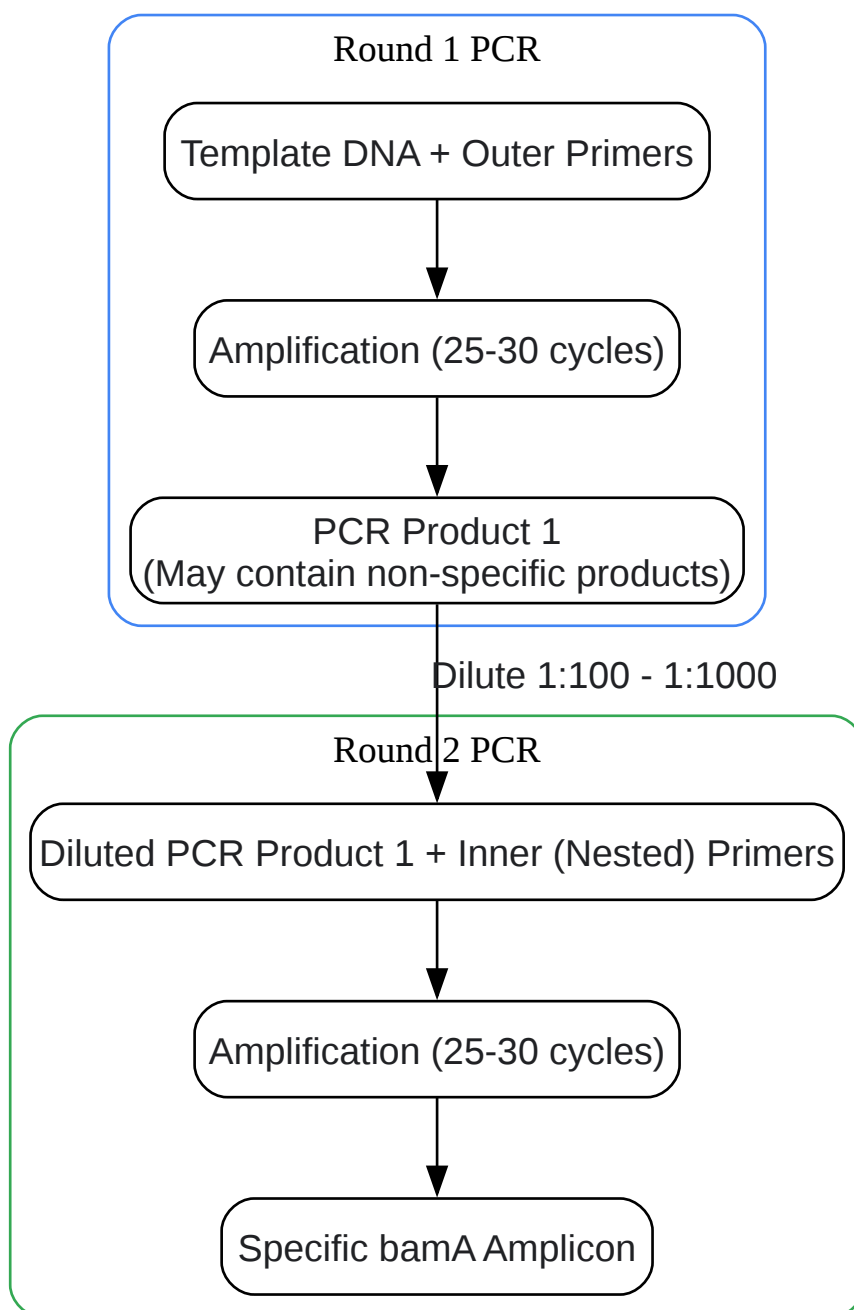 Round 1 PCR
Template DNA + Outer Primers
Amplification (25-30 cycles)
PCR Product 1
(May contain non-specific products)
Dilute 1:100 - 1:1000
Round 2 PCR
Diluted PCR Product 1 + Inner (Nested) Primers
Amplification (25-30 cycles)
Specific bamA Amplicon